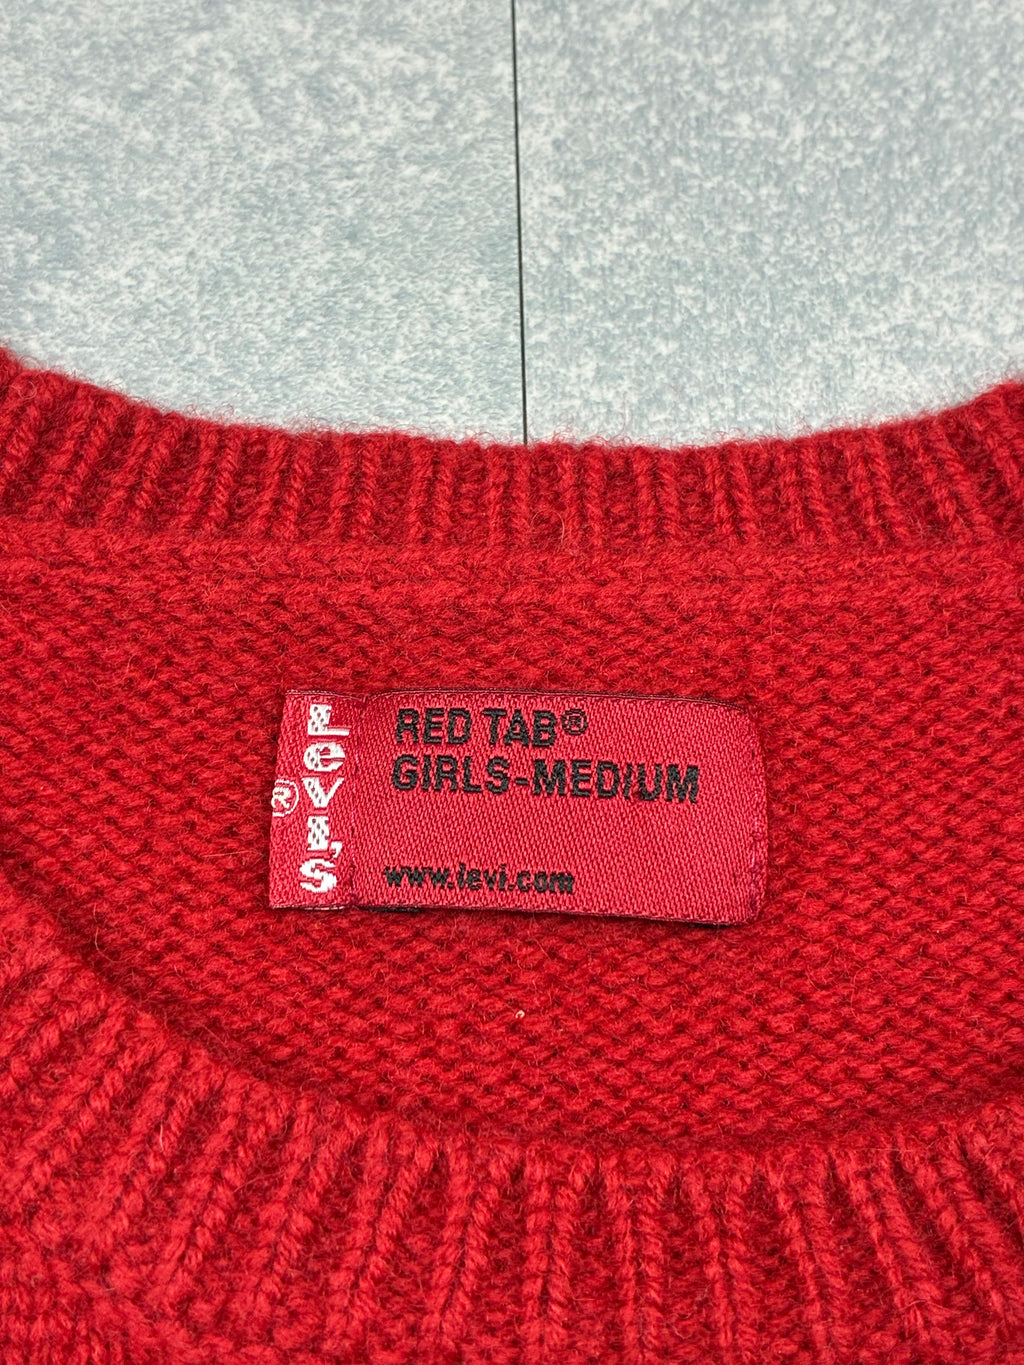 LEVI'S
®
RED TAB®
GIRLS-MEDIUM
www.levi.com